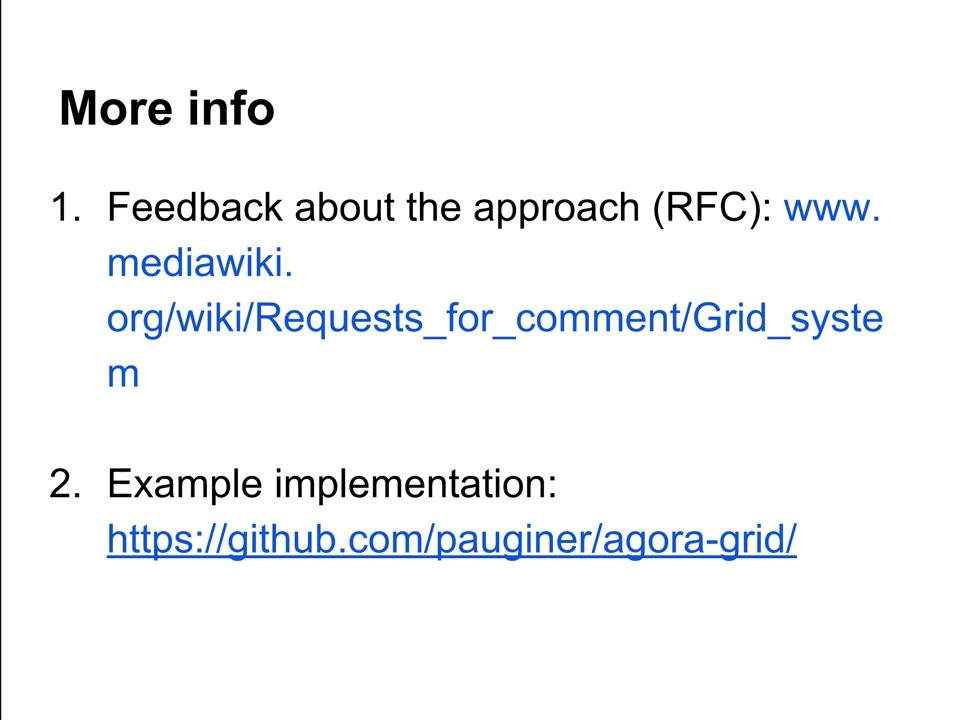 More info
1. Feedback about the approach (RFC): www.
mediawiki.
org/wiki/Requests_for_comment/Grid_syste
m
2. Example implementation:
https://github.com/pauginer/agora-grid/